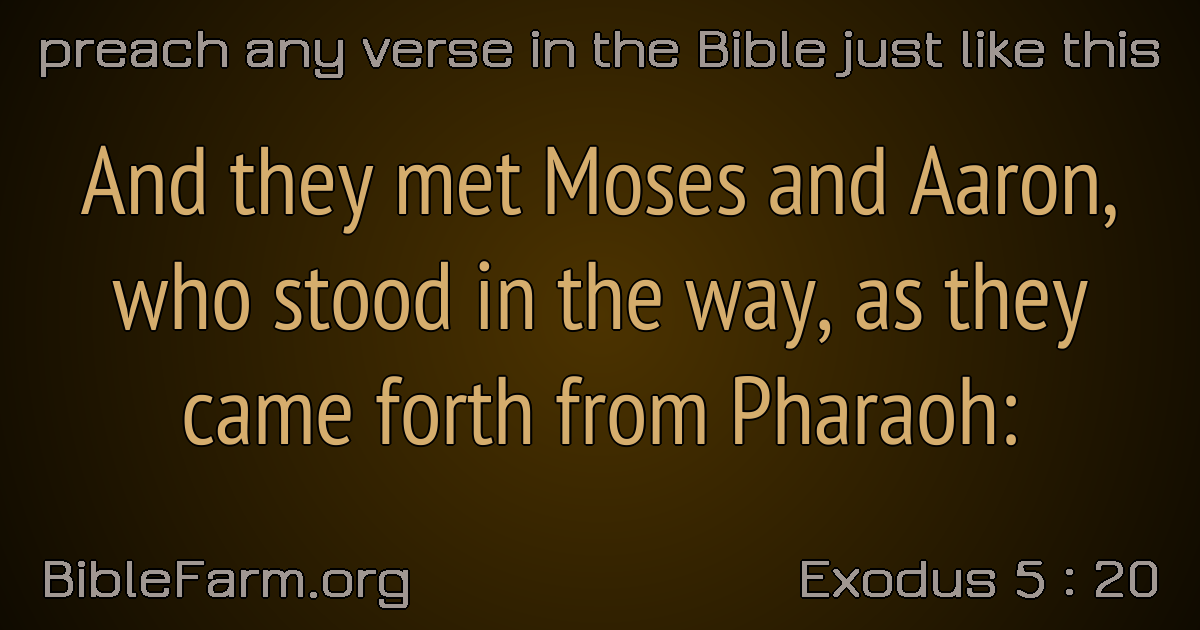 preach any verse in the Bible just like this
And they met Moses and Aaron,
who stood in the way, as they
came forth from Pharaoh:
BibleFarm.org
Exodus 5 : 20